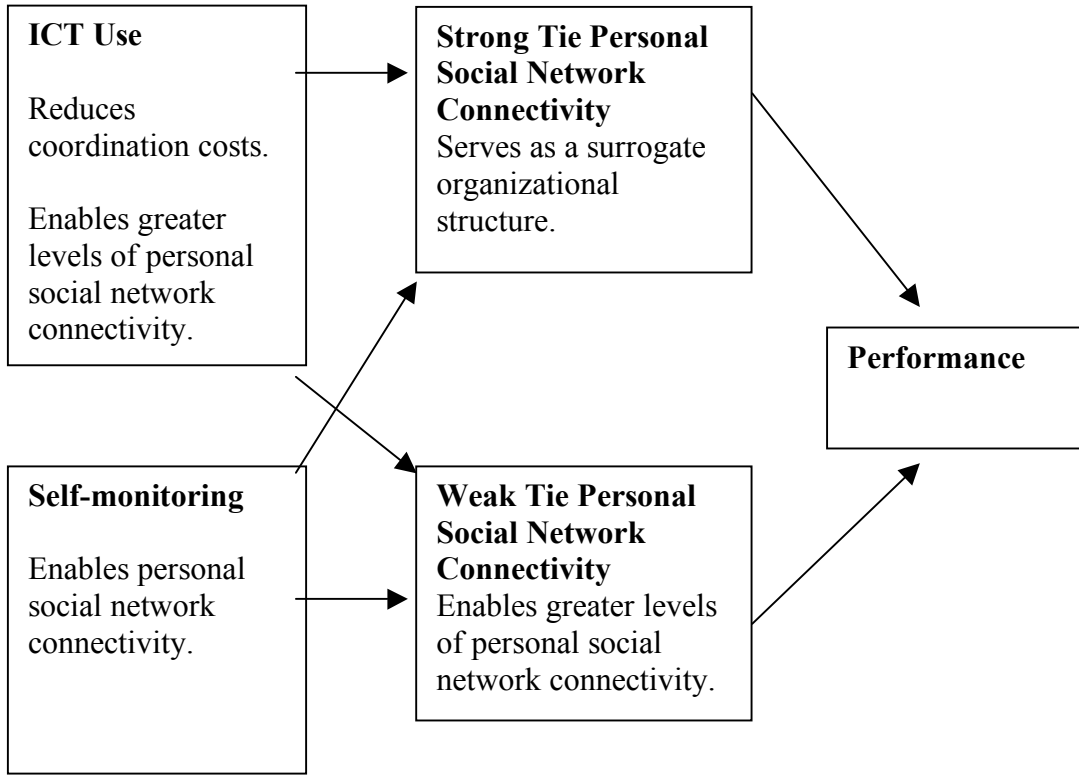 ICT Use
Reduces
coordination costs.
Enables greater
levels of personal
social network
connectivity.
Strong Tie Personal
Social Network
Connectivity
Serves as a surrogate
organizational
structure.
Performance
Self-monitoring
Enables personal
social network
connectivity.
Weak Tie Personal
Social Network
Connectivity
Enables greater levels
of personal social
network connectivity.